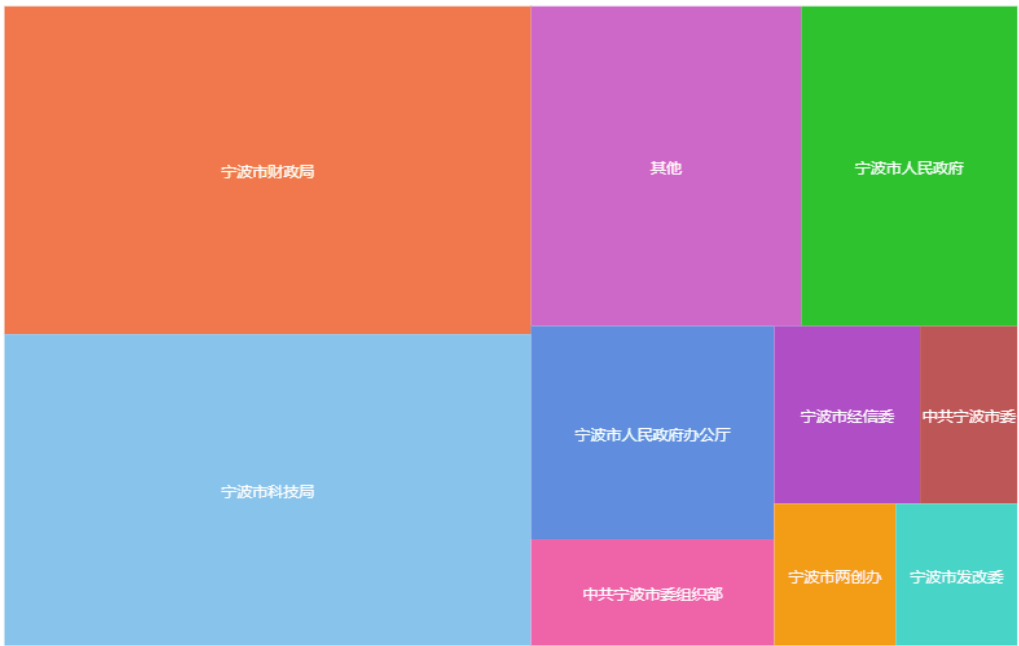 宁波市财政局
其他
宁波市人民政府
宁波市科技局
宁波市人民政府办公厅
宁波市经信委
中共宁波市委
中共宁波市委组织部
宁波市两创办
宁波市发改委